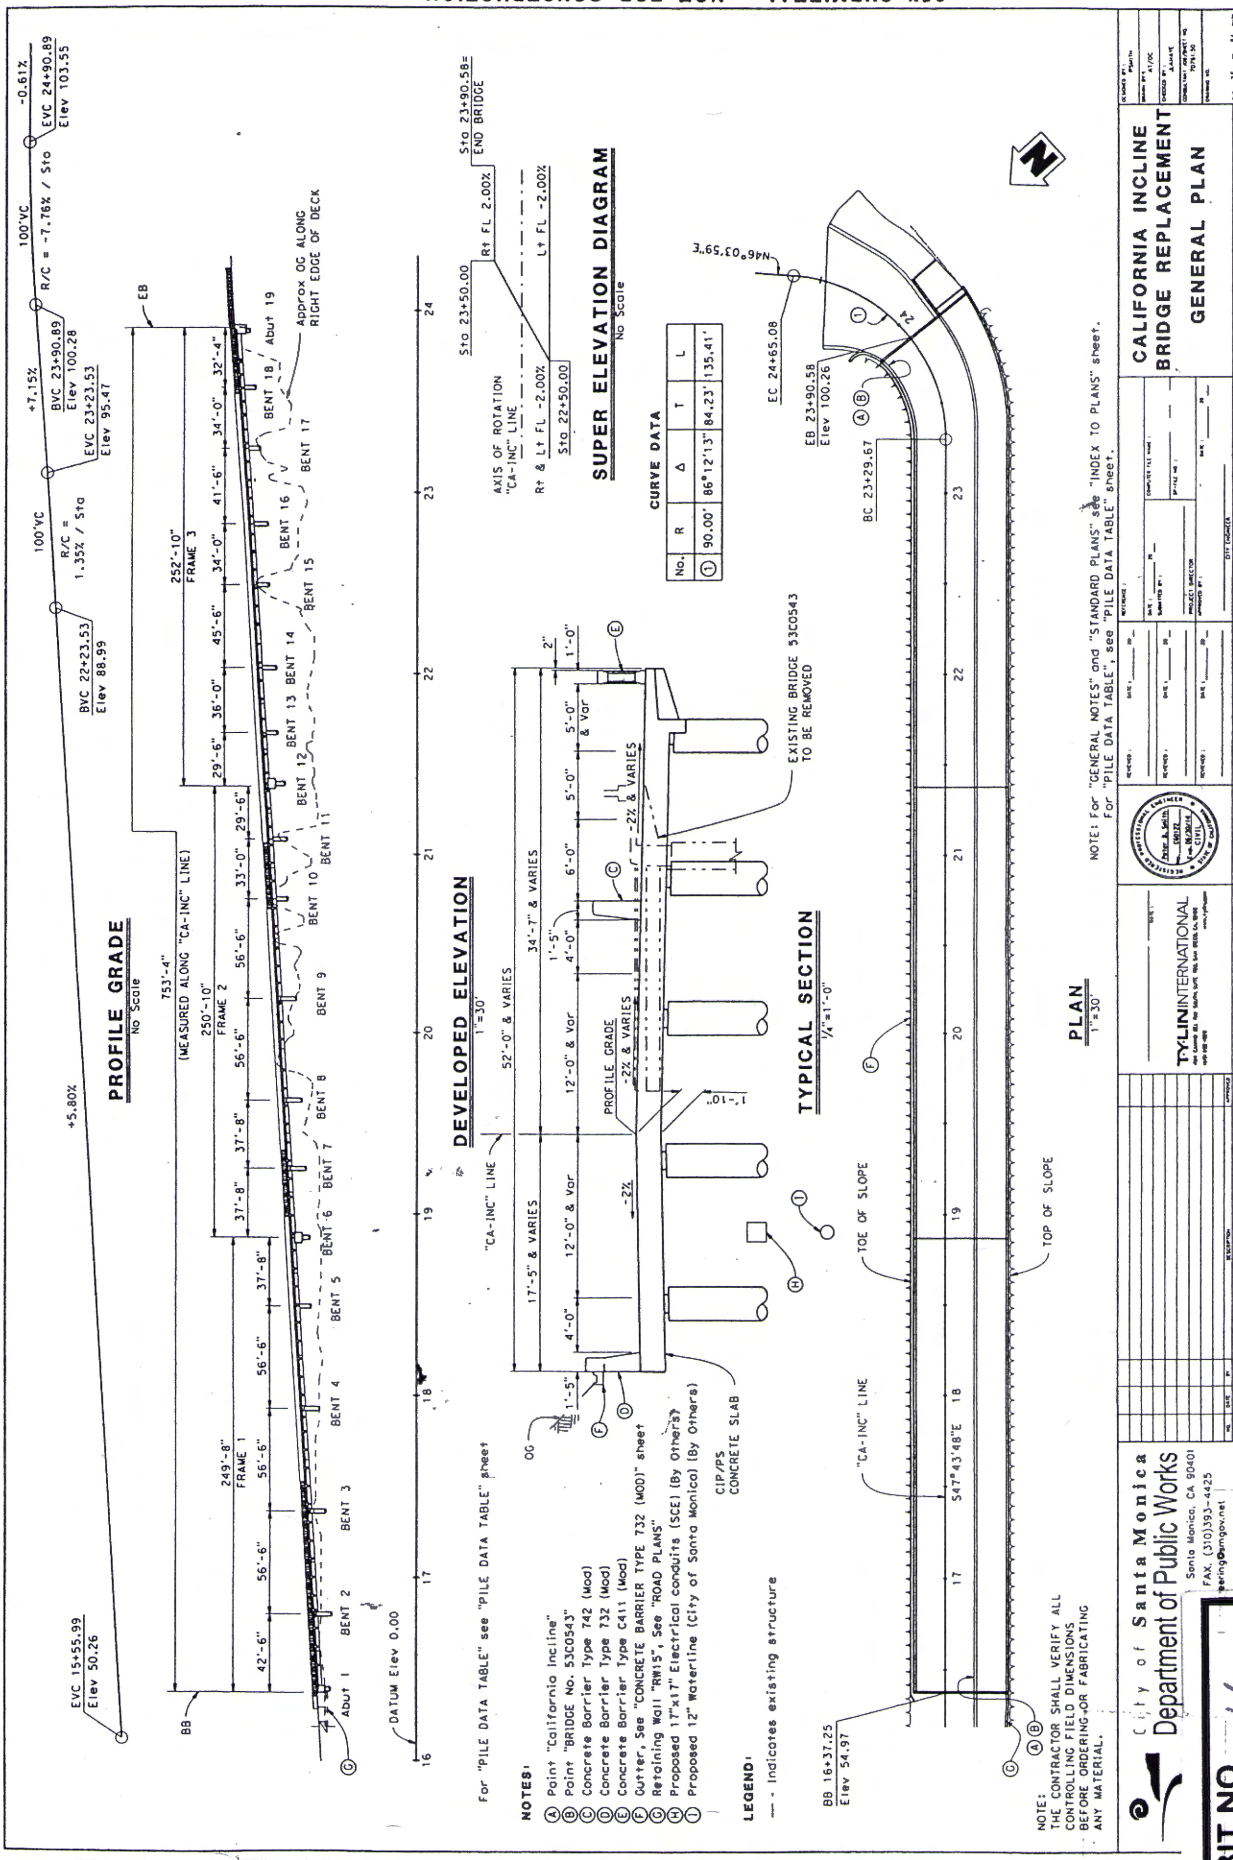 EVC 15+55.99
Elev 50.26
+5.80%
BVC 22+23.53
Elev 88.99
100'VC
R/C =
1.35% / Sta
EVC 23+23.53
Elev 95.47
+7.15%
BVC 23+90.89
Elev 100.28
100'VC
R/C = -7.76% / Sta
-0.61%
EVC 24+90.89
Elev 103.55
PROFILE GRADE
No Scale
753'-4"
(MEASURED ALONG "CA-INC" LINE)
BB
EB
249'-8"
FRAME 1
250'-10"
FRAME 2
252'-10"
FRAME 3
42'-6" 56'-6" 56'-6" 56'-6" 37'-8" 37'-8" 37'-8" 56'-6" 56'-6" 33'-0" 29'-6" 29'-6" 36'-0" 45'-6" 34'-0" 41'-6" 34'-0" 32'-4"
G
Abut 1 BENT 2 BENT 3 BENT 4 BENT 5 BENT 6 BENT 7 BENT 8 BENT 9 BENT 10 BENT 11 BENT 12 BENT 13 BENT 14 BENT 15 BENT 16 BENT 17 BENT 18 Abut 19
Approx OG ALONG
RIGHT EDGE OF DECK
DATUM Elev 0.00
16 17 18 19 20 21 22 23 24
DEVELOPED ELEVATION
1"=30'
For "PILE DATA TABLE" see "PILE DATA TABLE" sheet
NOTES:
A Paint "California Incline"
B Paint "BRIDGE No. 53C0543"
C Concrete Barrier Type 742 (Mod)
D Concrete Barrier Type 732 (Mod)
E Concrete Barrier Type C411 (Mod)
F Gutter, See "CONCRETE BARRIER TYPE 732 (MOD)" sheet
G Retaining Wall "RW15", See "ROAD PLANS"
H Proposed 17"x17" Electrical conduits (SCE) (By Others)
I Proposed 12" Waterline (City of Santa Monica) (By Others)
LEGEND:
--- - Indicates existing structure
52'-0" & VARIES
"CA-INC" LINE
17'-5" & VARIES
34'-7" & VARIES
1'-5" 4'-0" 12'-0" & Var 12'-0" & Var 4'-0" 1'-5" 6'-0" 5'-0" 5'-0" & Var 1'-0" 2"
OG
F
D
C
E
-2%
PROFILE GRADE
-2% & VARIES
-2% & VARIES
1'-10"
CIP/PS
CONCRETE SLAB
H
I
EXISTING BRIDGE 53C0543
TO BE REMOVED
TYPICAL SECTION
1/4"=1'-0"
AXIS OF ROTATION
"CA-INC" LINE
Rt & Lt FL -2.00%
Sta 22+50.00
Sta 23+50.00
Rt FL 2.00%
Lt FL -2.00%
Sta 23+90.58=
END BRIDGE
SUPER ELEVATION DIAGRAM
No Scale
CURVE DATA
No. R Δ T L
1 90.00' 86°12'13" 84.23' 135.41'
BB 16+37.25
Elev 54.97
"CA-INC" LINE
S47°43'48"E
TOE OF SLOPE
TOP OF SLOPE
F
G
A B
17 18 19 20 21 22 23 24
BC 23+29.67
EB 23+90.58
Elev 100.26
A B
EC 24+65.08
N46°03'59"E
1
N
PLAN
1"=30'
NOTE:
THE CONTRACTOR SHALL VERIFY ALL
CONTROLLING FIELD DIMENSIONS
BEFORE ORDERING OR FABRICATING
ANY MATERIAL.
NOTE: For "GENERAL NOTES" and "STANDARD PLANS" see "INDEX TO PLANS" sheet.
For "PILE DATA TABLE", see "PILE DATA TABLE" sheet.
City of Santa Monica
Department of Public Works
Santa Monica, CA 90401
FAX. (310)393-4425
T.Y.LIN INTERNATIONAL
CALIFORNIA INCLINE
BRIDGE REPLACEMENT
GENERAL PLAN